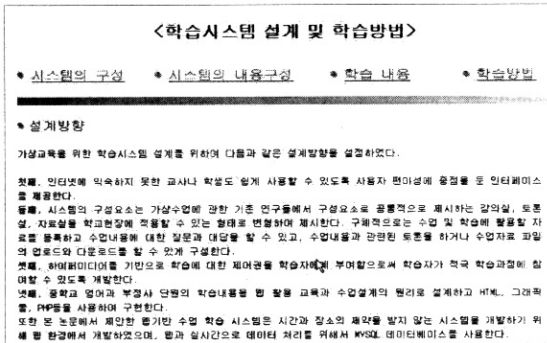 <학습시스템 설계 및 학습방법>
시스템의 구성 시스템의 내용구성 학습 내용 학습방법
설계방향
가상교육을 위한 학습시스템 설계를 위하여 다음과 같은 설계방향을 설정하였다.
첫째, 인터넷에 익숙하지 못한 교사나 학생도 쉽게 사용할 수 있도록 사용자 편의성에 중점을 둔 인터페이스
를 제공한다.
둘째, 시스템의 구성요소는 가상수업에 관한 기존 연구들에서 구성요소로 공통적으로 제시하는 강의실, 토론
실, 자료실을 학교현장에 적용할 수 있는 형태로 변형하여 제시한다. 구체적으로는 수업 및 학습에 활용할 자
료를 등록하고 수업내용에 대한 질문과 대답을 할 수 있고, 수업내용과 관련된 토론을 하거나 수업자료 파일
의 업로드와 다운로드를 할 수 있게 구성한다.
셋째, 하이퍼미디어를 기반으로 학습에 대한 제어권을 학습자에게 부여함으로써 학습자가 적극 학습과정에 참
여할 수 있도록 개발한다.
넷째, 중학교 영어과 부정사 단원의 학습내용을 웹 활용 교육과 수업설계의 원리로 설계하고 HTML, 그래픽
툴, PHP등을 사용하여 구현한다.
또한 본 논문에서 제안한 웹기반 수업 학습 시스템은 시간과 장소의 제약을 받지 않는 시스템을 개발하기 위
해 웹 환경에서 개발하였으며, 웹과 실시간으로 데이터 처리를 위해서 MYSQL 데이터베이스를 사용한다.